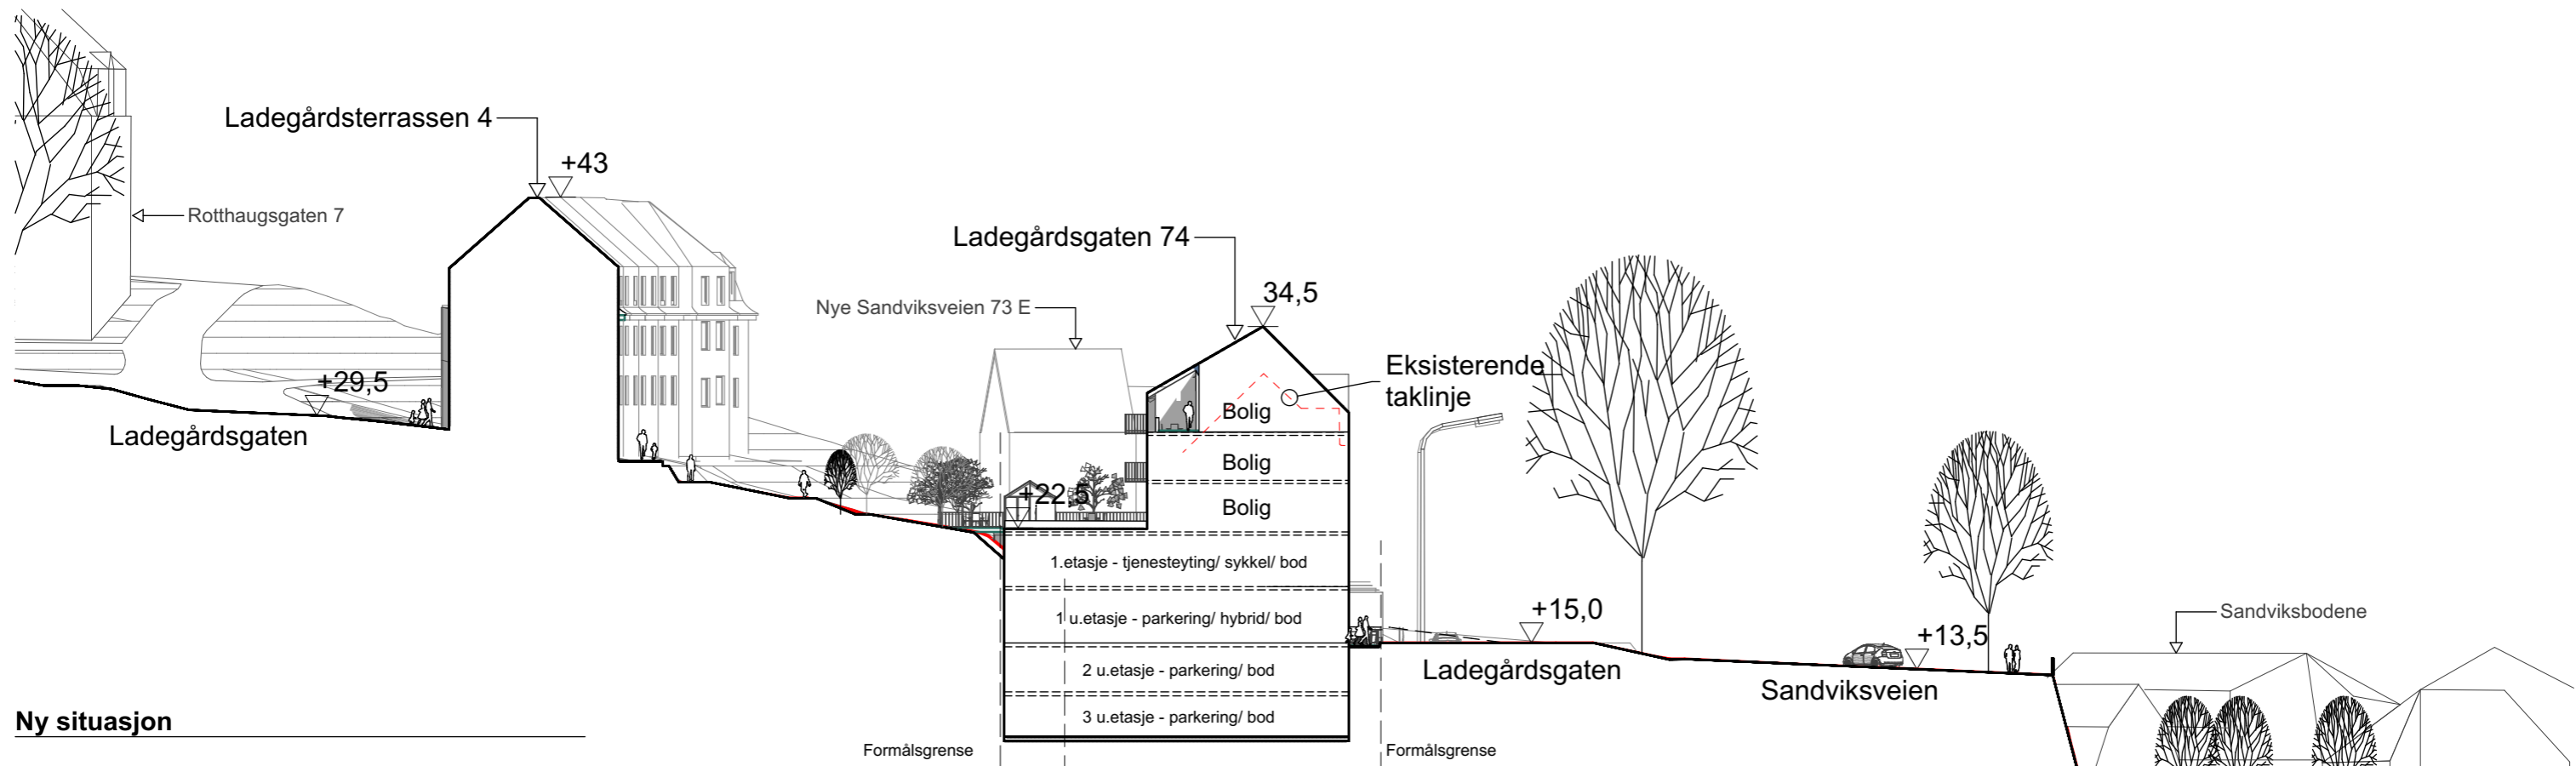 Ladegårdsterrassen 4
+43
Rotthaugsgaten 7
Ladegårdsgaten 74
34,5
Nye Sandviksveien 73 E
Eksisterende
taklinje
+29,5
Ladegårdsgaten
Bolig
Bolig
+22,5
Bolig
1.etasje - tjenesteyting/ sykkel/ bod
1 u.etasje - parkering/ hybrid/ bod
+15,0
Sandviksbodene
+13,5
2 u.etasje - parkering/ bod
Ladegårdsgaten
Sandviksveien
3 u.etasje - parkering/ bod
Ny situasjon
Formålsgrense
Formålsgrense